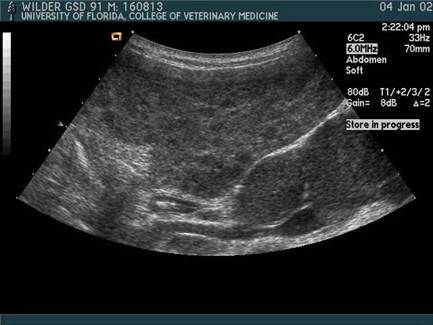 WILDER GSD 91 M: 160813 04 Jan 02
UNIVERSITY OF FLORIDA, COLLEGE OF VETERINARY MEDICINE
2:22:04 pm
6C2 33Hz
6.0MHz 70mm
Abdomen
Soft
80dB T1/+2/3/2
Gain= 8dB Δ=2
Store in progress